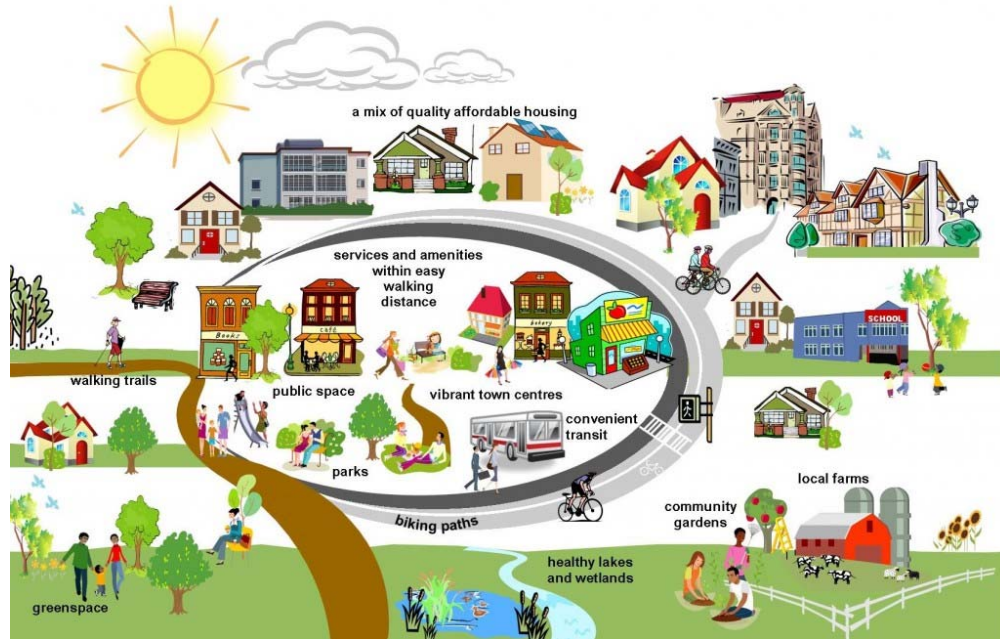 a mix of quality affordable housing
services and amenities
within easy
walking
distance
Books
café
bakery
SCHOOL
walking trails
public space
vibrant town centres
convenient
transit
parks
biking paths
local farms
community
gardens
healthy lakes
and wetlands
greenspace